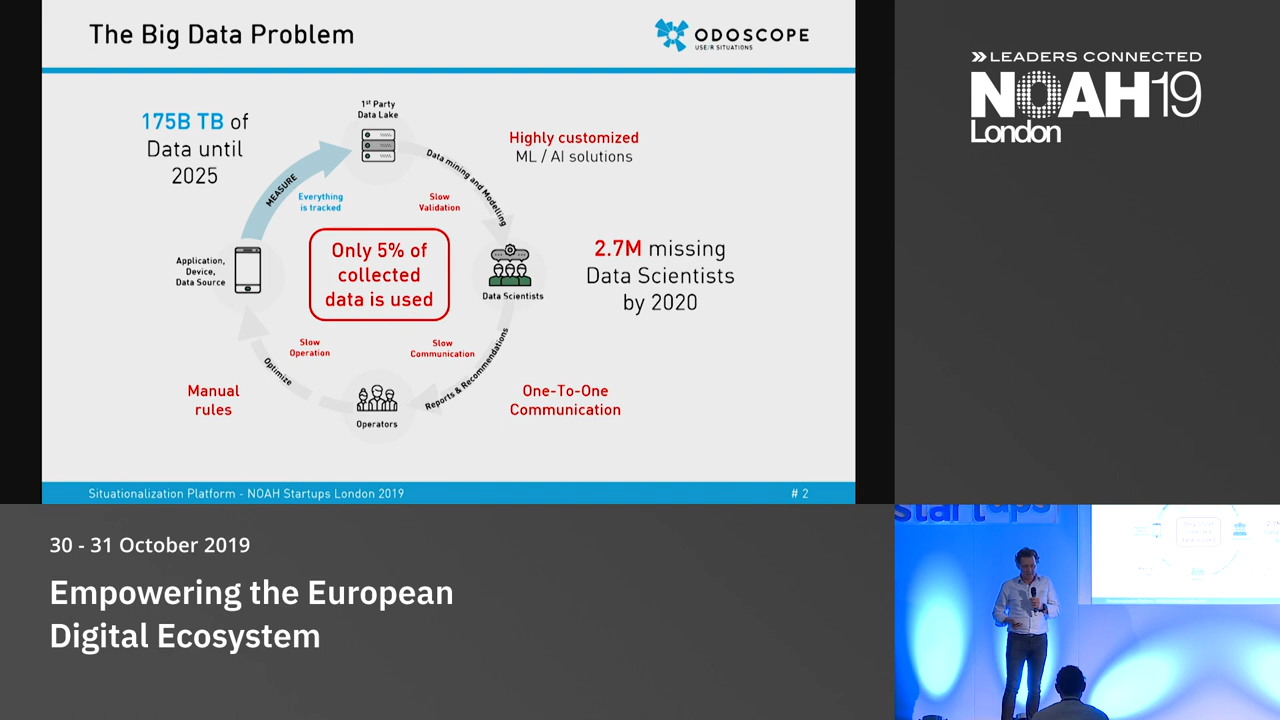 The Big Data Problem
ODOSCOPE
USE/R SITUATIONS
LEADERS CONNECTED
NOAH19
London
175B TB of
Data until
2025
1st Party
Data Lake
Highly customized
ML / AI solutions
MEASURE
Everything
is tracked
Data mining and Modelling
Slow
Validation
Only 5% of
collected
data is used
Application,
Device,
Data Source
Data Scientists
2.7M missing
Data Scientists
by 2020
Slow
Operation
Slow
Communication
Optimize
Reports & Recommendations
Manual
rules
Operators
One-To-One
Communication
Situationalization Platform - NOAH Startups London 2019
# 2
30 - 31 October 2019
Empowering the European
Digital Ecosystem
startups